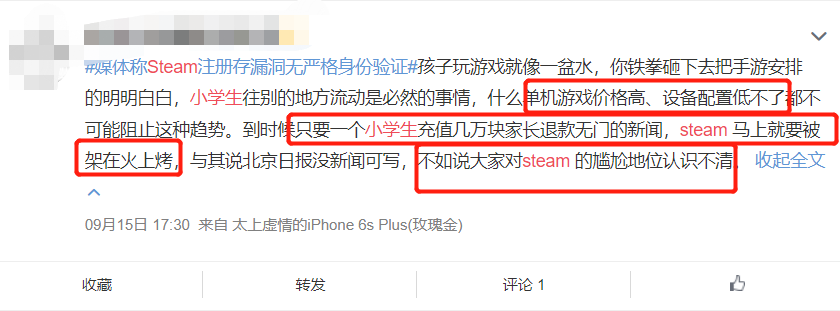 #媒体称Steam注册存漏洞无严格身份验证#孩子玩游戏就像一盆水，你铁拳砸下去把手游安排
的明明白白，小学生往别的地方流动是必然的事情，什么单机游戏价格高、设备配置低不了都不
可能阻止这种趋势。到时候只要一个小学生充值几万块家长退款无门的新闻，steam 马上就要被
架在火上烤，与其说北京日报没新闻可写，不如说大家对steam 的尴尬地位认识不清。 收起全文
09月15日 17:30 来自 太上虚情的iPhone 6s Plus(玫瑰金)
收藏 转发 评论 1